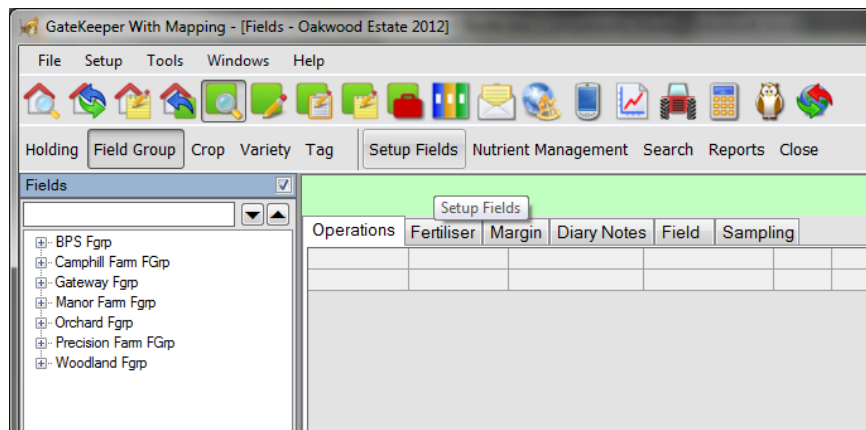 GateKeeper With Mapping - [Fields - Oakwood Estate 2012]
File Setup Tools Windows Help
Holding Field Group Crop Variety Tag Setup Fields Nutrient Management Search Reports Close
Fields
Setup Fields
Operations Fertiliser Margin Diary Notes Field Sampling
BPS Fgrp
Camphill Farm FGrp
Gateway Fgrp
Manor Farm Fgrp
Orchard Fgrp
Precision Farm FGrp
Woodland Fgrp